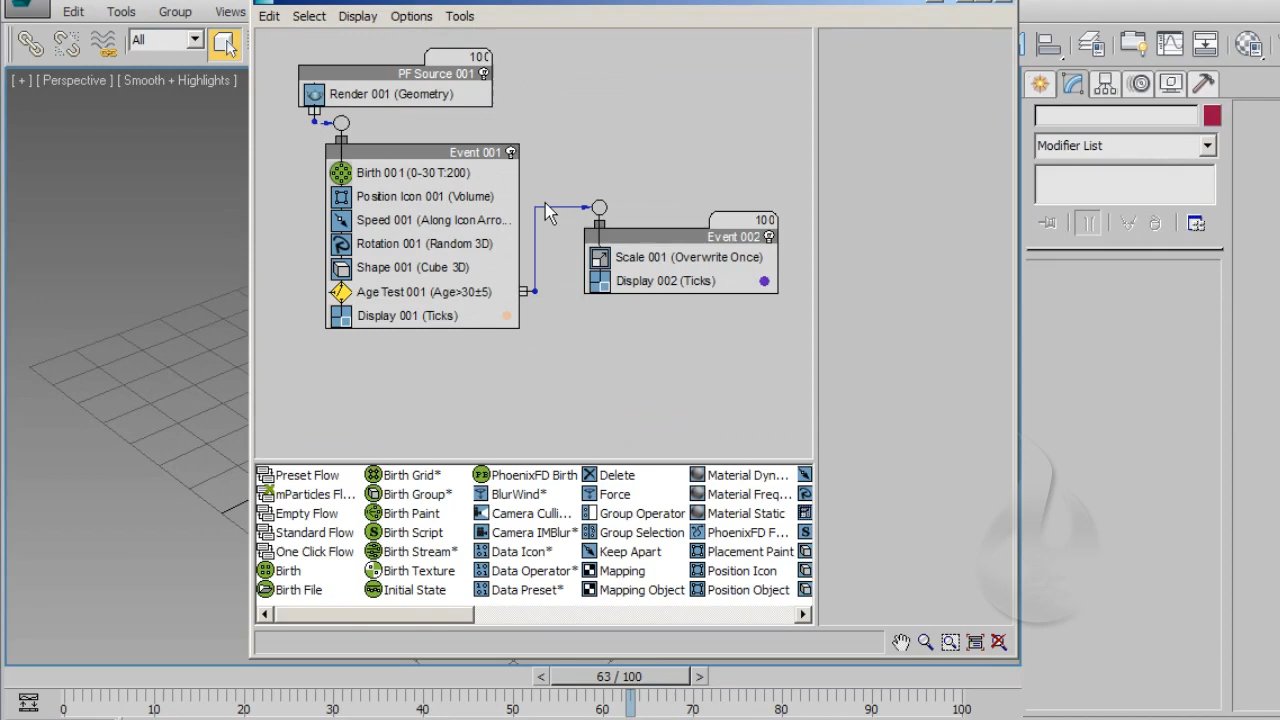 Edit Tools Group Views
Edit Select Display Options Tools
All
[ + ] [ Perspective ] [ Smooth + Highlights ]
100
PF Source 001
Render 001 (Geometry)
Event 001
Birth 001 (0-30 T:200)
Position Icon 001 (Volume)
Speed 001 (Along Icon Arro...
Rotation 001 (Random 3D)
Shape 001 (Cube 3D)
Age Test 001 (Age>30±5)
Display 001 (Ticks)
100
Event 002
Scale 001 (Overwrite Once)
Display 002 (Ticks)
Modifier List
Preset Flow Birth Grid* PhoenixFD Birth Delete Material Dyn...
mParticles Fl... Birth Group* BlurWind* Force Material Freq...
Empty Flow Birth Paint Camera Culli... Group Operator Material Static
Standard Flow Birth Script Camera IMBlur* Group Selection PhoenixFD F...
One Click Flow Birth Stream* Data Icon* Keep Apart Placement Paint
Birth Birth Texture Data Operator* Mapping Position Icon
Birth File Initial State Data Preset* Mapping Object Position Object
< 63 / 100 >
0 10 20 30 40 50 60 70 80 90 100